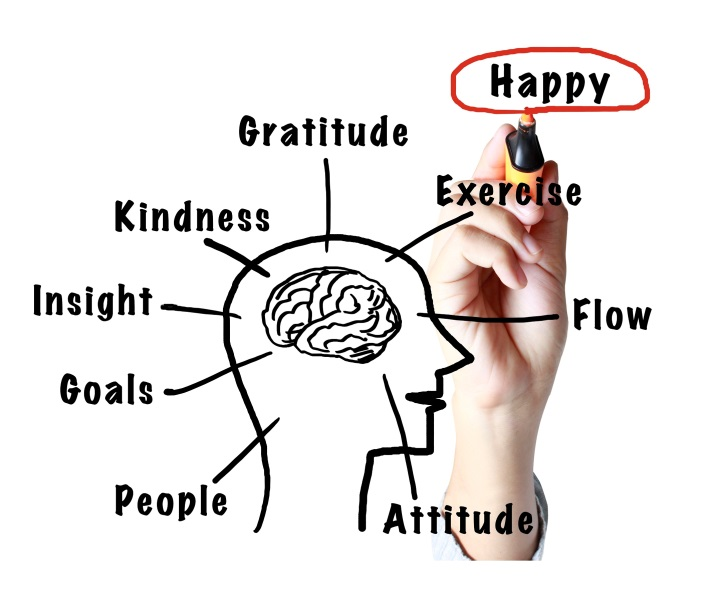 Happy
Gratitude
Exercise
Kindness
Insight
Flow
Goals
People
Attitude